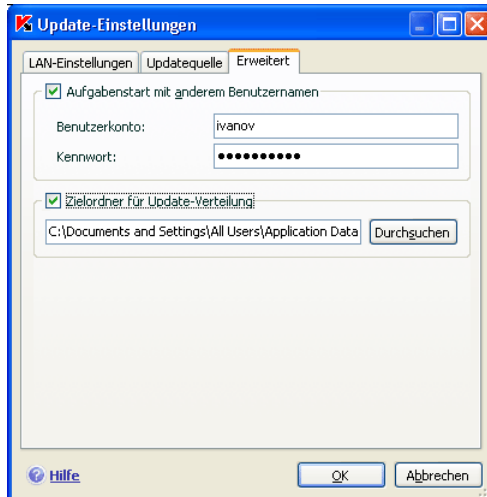 Update-Einstellungen
LAN-Einstellungen Updatequelle Erweitert
Aufgabenstart mit anderem Benutzernamen
Benutzerkonto: ivanov
Kennwort: ●●●●●●●●●●
Zielordner für Update-Verteilung
C:\Documents and Settings\All Users\Application Data Durchsuchen
Hilfe OK Abbrechen